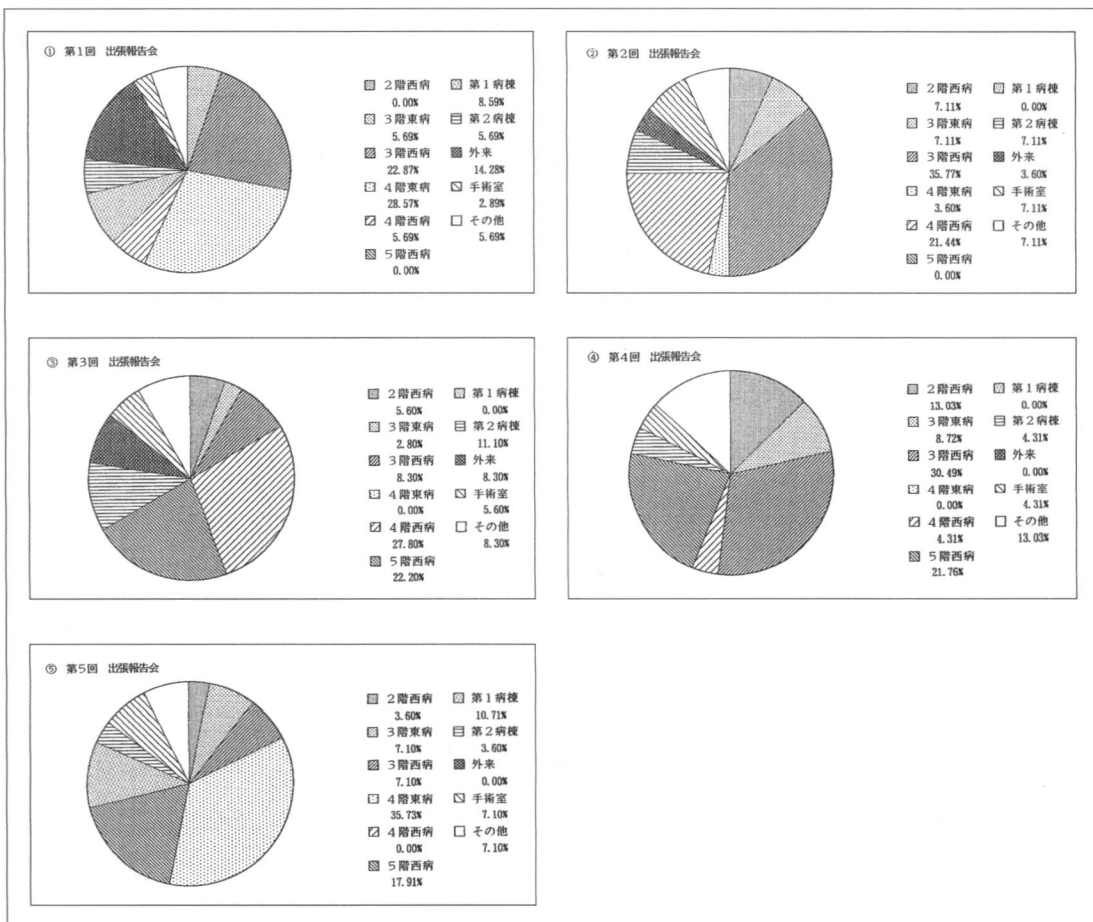 ① 第1回 出張報告会
2階西病 第1病棟
0.00% 8.59%
3階東病 第2病棟
5.69% 5.69%
3階西病 外来
22.87% 14.28%
4階東病 手術室
28.57% 2.89%
4階西病 その他
5.69% 5.69%
5階西病
0.00%
② 第2回 出張報告会
2階西病 第1病棟
7.11% 0.00%
3階東病 第2病棟
7.11% 7.11%
3階西病 外来
35.77% 3.60%
4階東病 手術室
3.60% 7.11%
4階西病 その他
21.44% 7.11%
5階西病
0.00%
③ 第3回 出張報告会
2階西病 第1病棟
5.60% 0.00%
3階東病 第2病棟
2.80% 11.10%
3階西病 外来
8.30% 8.30%
4階東病 手術室
0.00% 5.60%
4階西病 その他
27.80% 8.30%
5階西病
22.20%
④ 第4回 出張報告会
2階西病 第1病棟
13.03% 0.00%
3階東病 第2病棟
8.72% 4.31%
3階西病 外来
30.49% 0.00%
4階東病 手術室
0.00% 4.31%
4階西病 その他
4.31% 13.03%
5階西病
21.76%
⑤ 第5回 出張報告会
2階西病 第1病棟
3.60% 10.71%
3階東病 第2病棟
7.10% 3.60%
3階西病 外来
7.10% 0.00%
4階東病 手術室
35.73% 7.10%
4階西病 その他
0.00% 7.10%
5階西病
17.91%